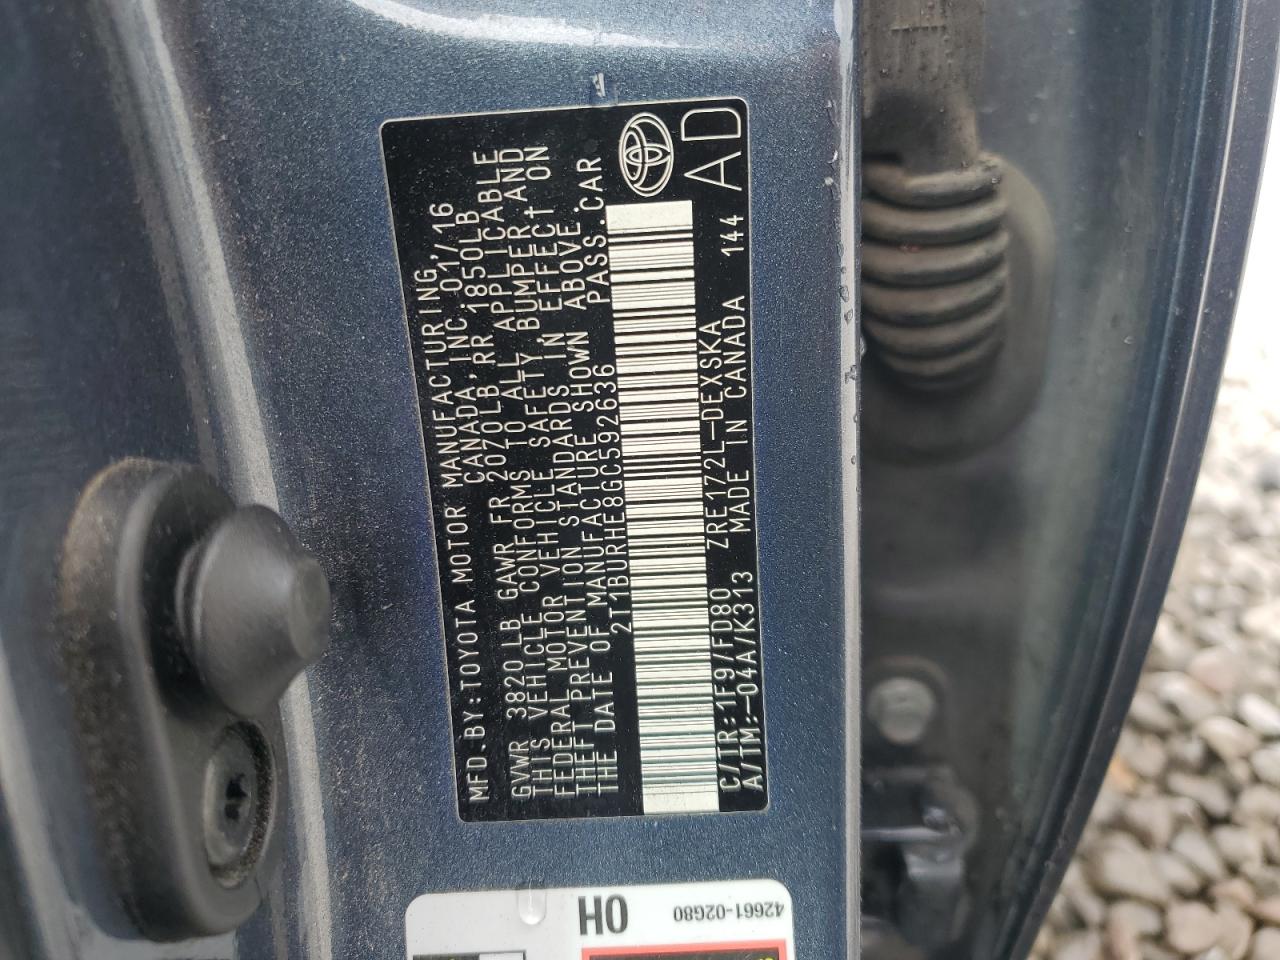 MFD.BY:TOYOTA MOTOR MANUFACTURING,
CANADA,INC.01/16
GVWR 3820 LB GAWR FR 2070LB,RR 1850LB
THIS VEHICLE CONFORMS TO ALL APPLICABLE
FEDERAL MOTOR VEHICLE SAFETY,BUMPER,AND
THEFT PREVENTION STANDARDS IN EFFECT ON
THE DATE OF MANUFACTURE SHOWN ABOVE.
2T1BURHE8GC592636 PASS.CAR
C/TR:1F9/FD80 ZRE172L-DEXSKA 144
A/TM:-04A/K313 MADE IN CANADA
AD
OH
42661-02G80